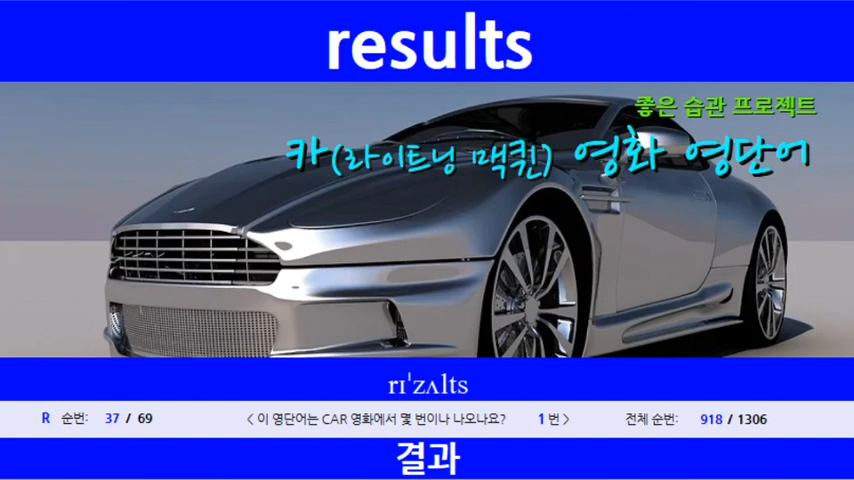 results
좋은 습관 프로젝트
카(라이트닝 맥퀸) 영화 영단어
rɪˈzʌlts
R 순번: 37 / 69 < 이 영단어는 CAR 영화에서 몇 번이나 나오나요? 1 번 > 전체 순번: 918 / 1306
결과